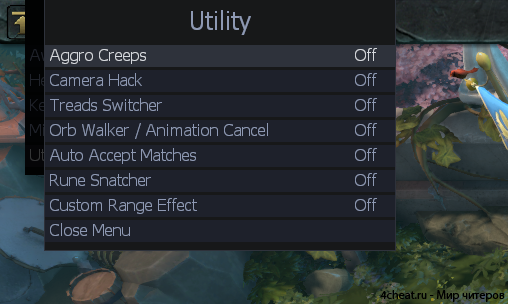 Utility
Aggro Creeps Off
Camera Hack Off
Treads Switcher Off
Orb Walker / Animation Cancel Off
Auto Accept Matches Off
Rune Snatcher Off
Custom Range Effect Off
Close Menu
4cheat.ru - Мир читеров